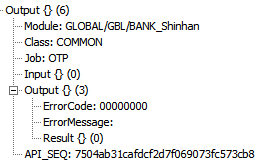 Output {} (6)
Module: GLOBAL/GBL/BANK_Shinhan
Class: COMMON
Job: OTP
Input {} (0)
Output {} (3)
ErrorCode: 00000000
ErrorMessage:
Result {} (0)
API_SEQ: 7504ab31cafdcf2d7f069073fc573cb8